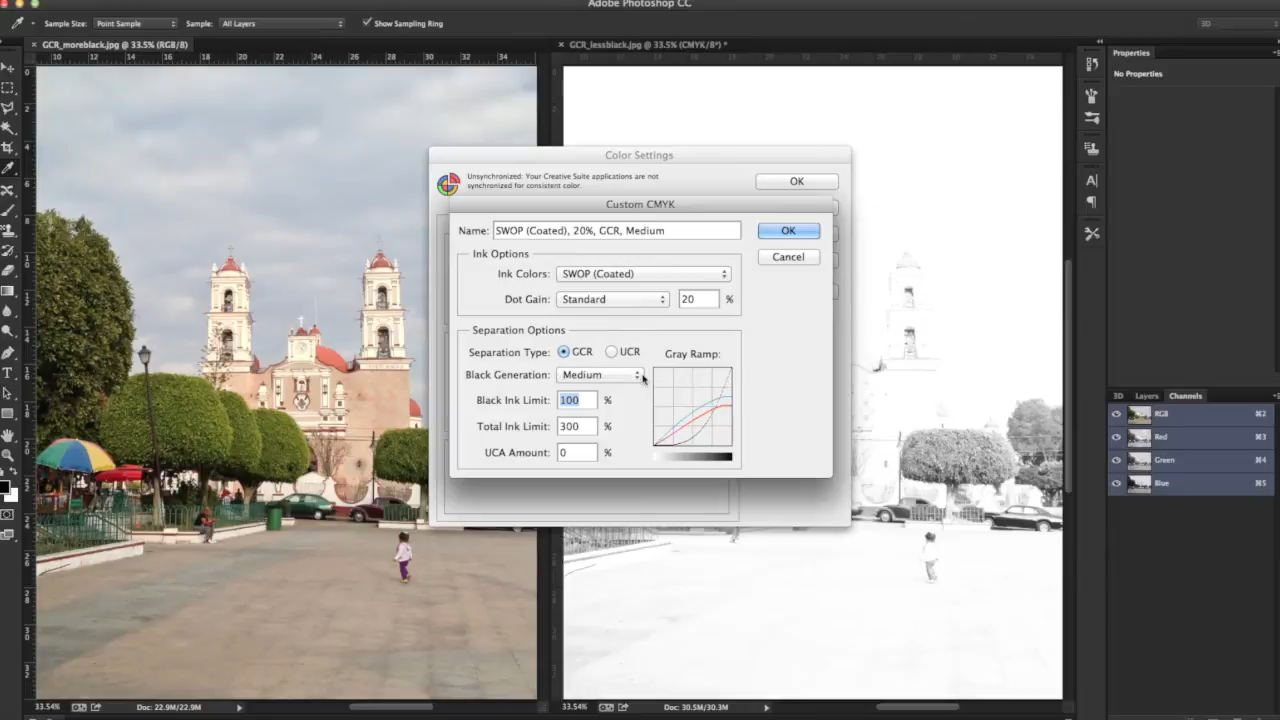 Adobe Photoshop CC
Sample Size: Point Sample Sample: All Layers Show Sampling Ring 3D
× GCR_moreblack.jpg @ 33.5% (RGB/8) × GCR_lessblack.jpg @ 33.5% (CMYK/8*) *
Properties
No Properties
Color Settings
Unsynchronized: Your Creative Suite applications are not
synchronized for consistent color.
OK
Custom CMYK
Name: SWOP (Coated), 20%, GCR, Medium
OK
Cancel
Ink Options
Ink Colors: SWOP (Coated)
Dot Gain: Standard 20 %
Separation Options
Separation Type: GCR UCR
Gray Ramp:
Black Generation: Medium
Black Ink Limit: 100 %
Total Ink Limit: 300 %
UCA Amount: 0 %
3D Layers Channels
RGB ⌘2
Red ⌘3
Green ⌘4
Blue ⌘5
33.54% Doc: 22.9M/22.9M
33.54% Doc: 30.5M/30.3M